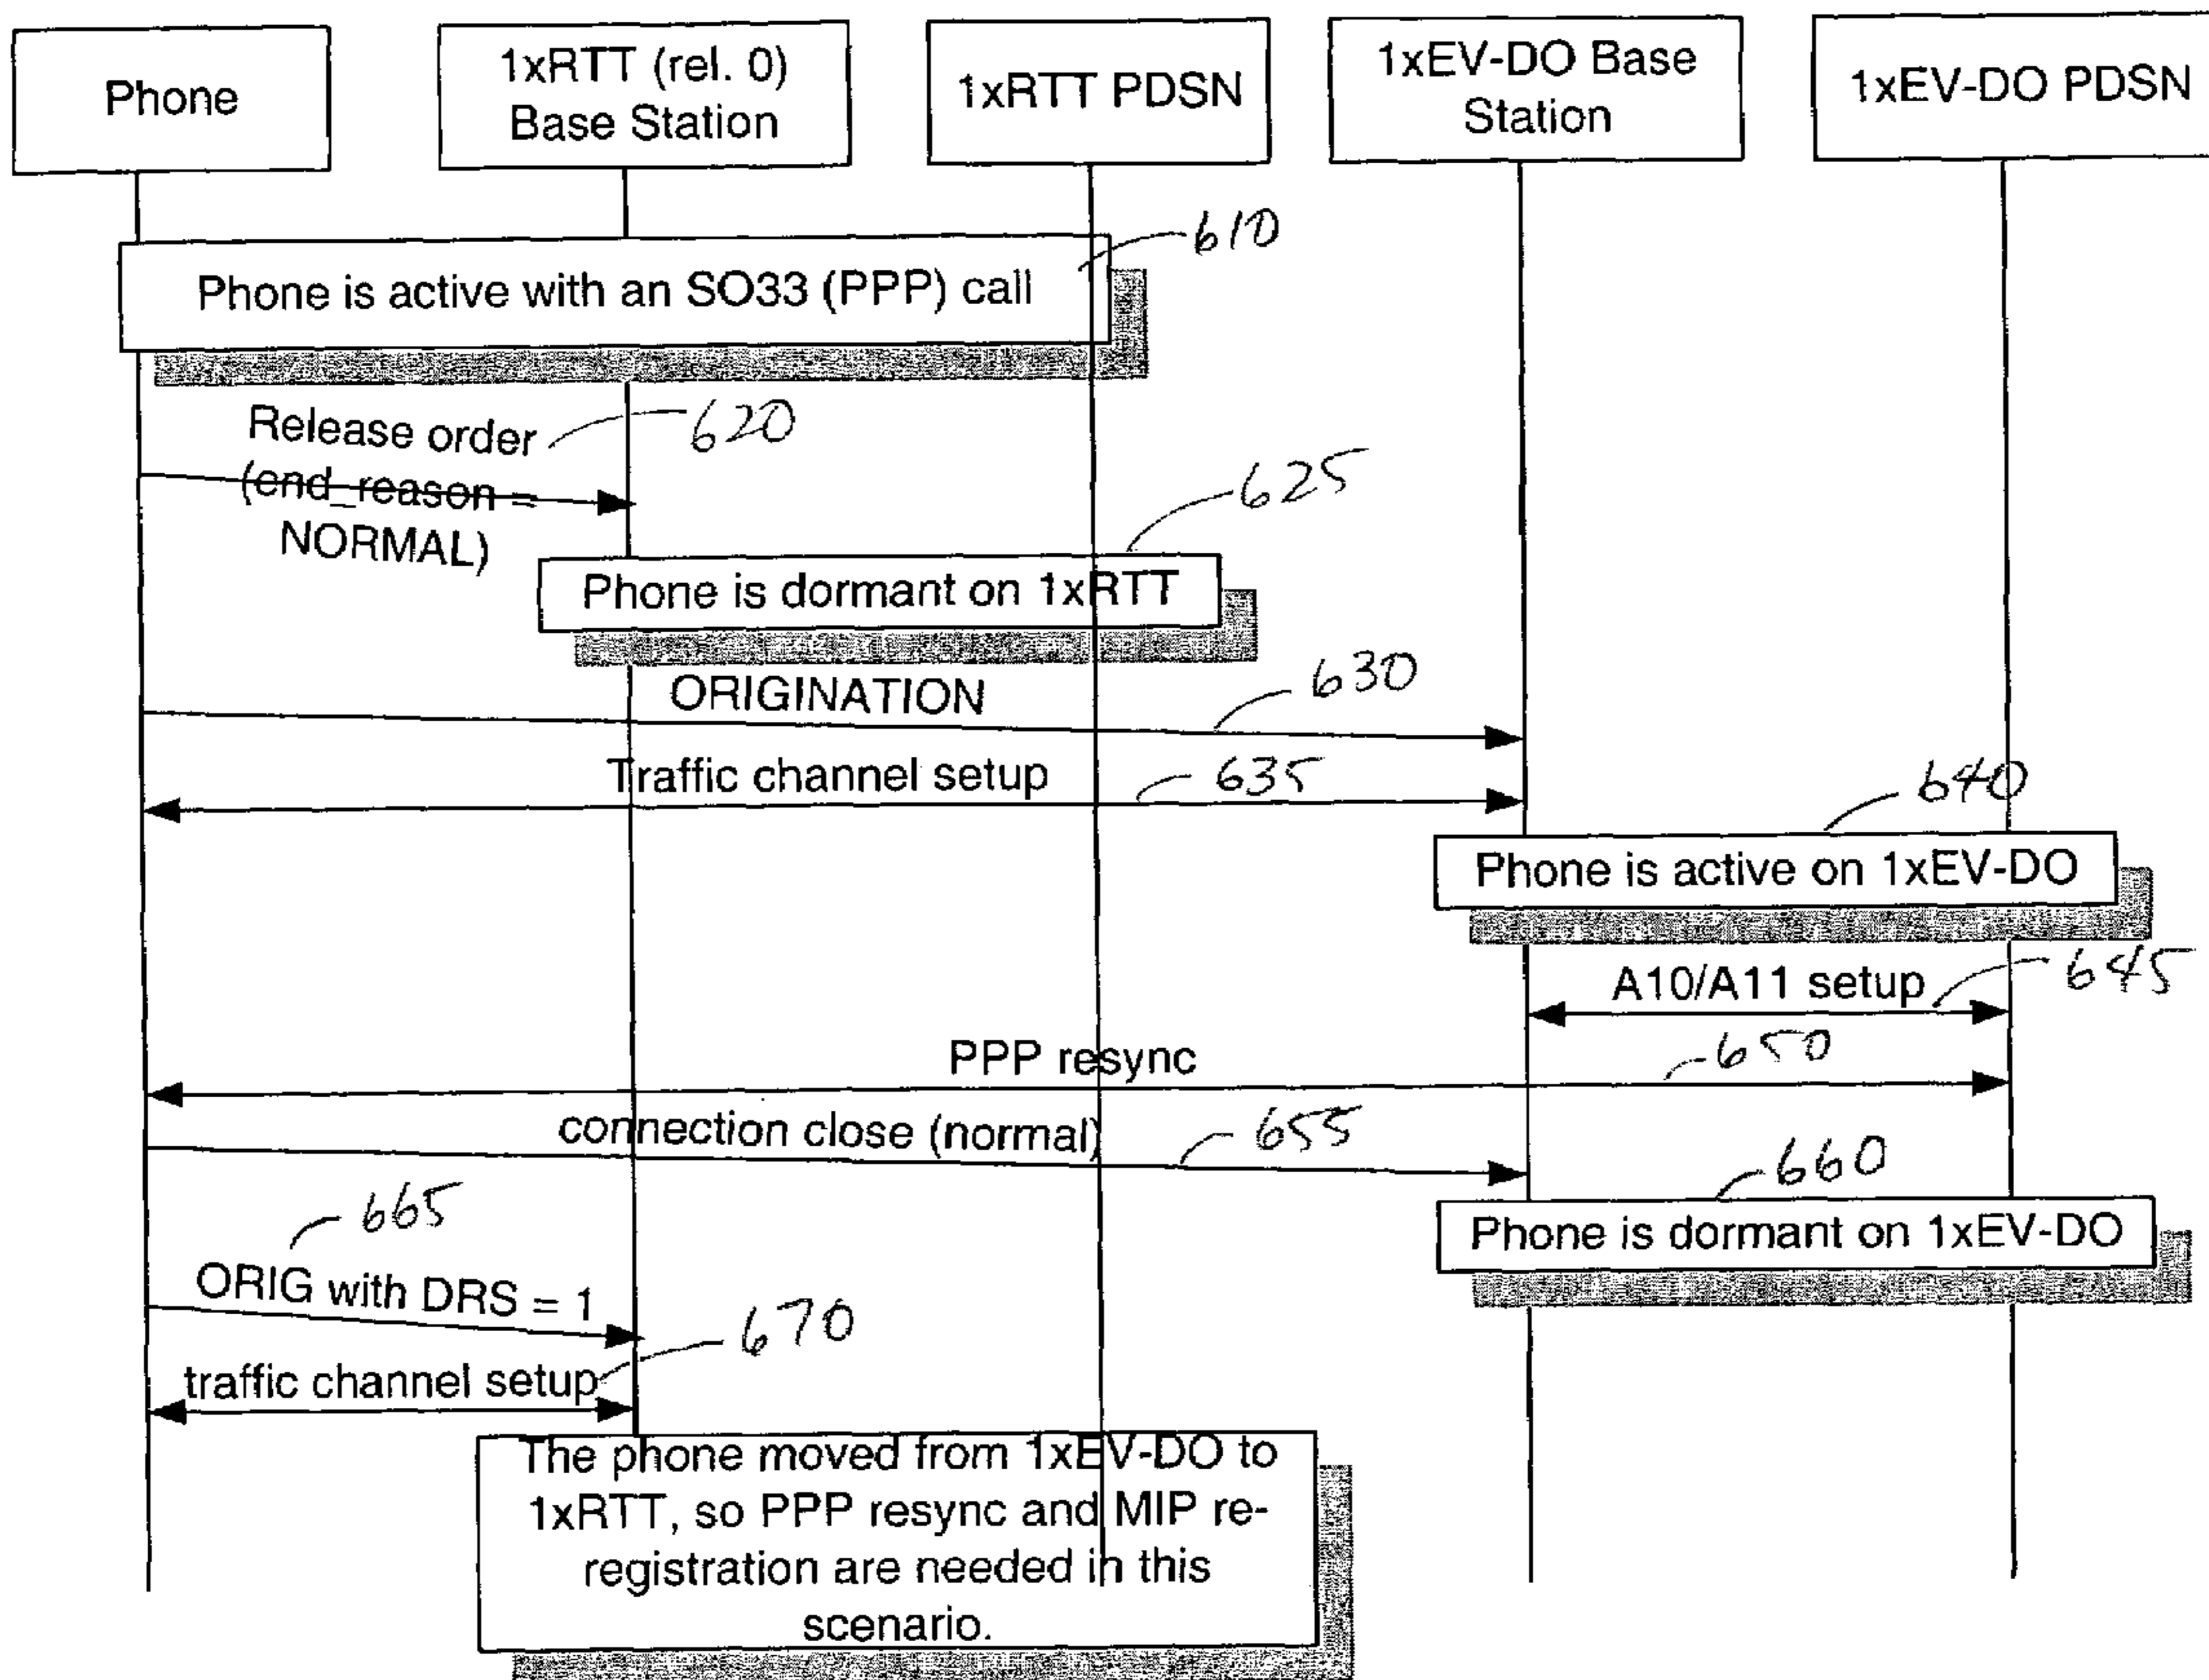 Phone
1xRTT (rel. 0)
Base Station
1xRTT PDSN
1xEV-DO Base
Station
1xEV-DO PDSN
610
Phone is active with an SO33 (PPP) call
Release order
620
(end_reason =
NORMAL)
625
Phone is dormant on 1xRTT
ORIGINATION
630
Traffic channel setup
635
640
Phone is active on 1xEV-DO
A10/A11 setup
645
PPP resync
650
connection close (normal)
655
660
Phone is dormant on 1xEV-DO
665
ORIG with DRS = 1
670
traffic channel setup
The phone moved from 1xEV-DO to
1xRTT, so PPP resync and MIP re-
registration are needed in this
scenario.